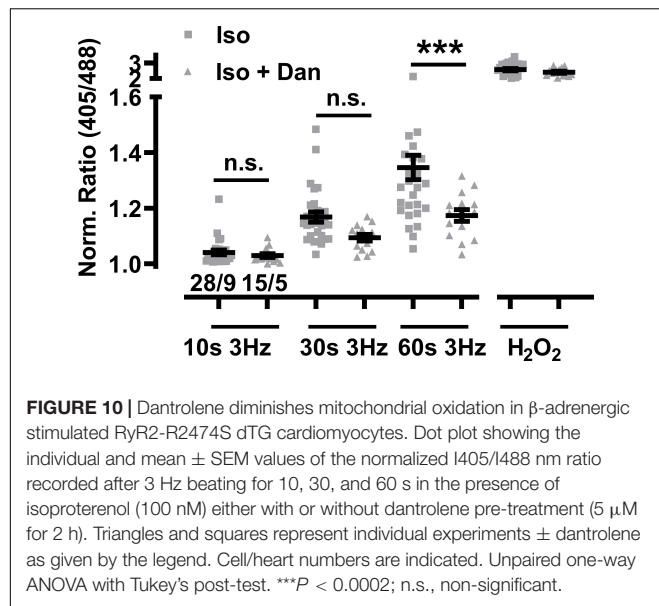 Iso
Iso + Dan
***
n.s.
n.s.
Norm. Ratio (405/488)
3
2
1.6
1.4
1.2
1.0
28/9 15/5
10s 3Hz 30s 3Hz 60s 3Hz H₂O₂
FIGURE 10 | Dantrolene diminishes mitochondrial oxidation in β-adrenergic
stimulated RyR2-R2474S dTG cardiomyocytes. Dot plot showing the
individual and mean ± SEM values of the normalized I405/I488 nm ratio
recorded after 3 Hz beating for 10, 30, and 60 s in the presence of
isoproterenol (100 nM) either with or without dantrolene pre-treatment (5 μM
for 2 h). Triangles and squares represent individual experiments ± dantrolene
as given by the legend. Cell/heart numbers are indicated. Unpaired one-way
ANOVA with Tukey's post-test. ***P < 0.0002; n.s., non-significant.